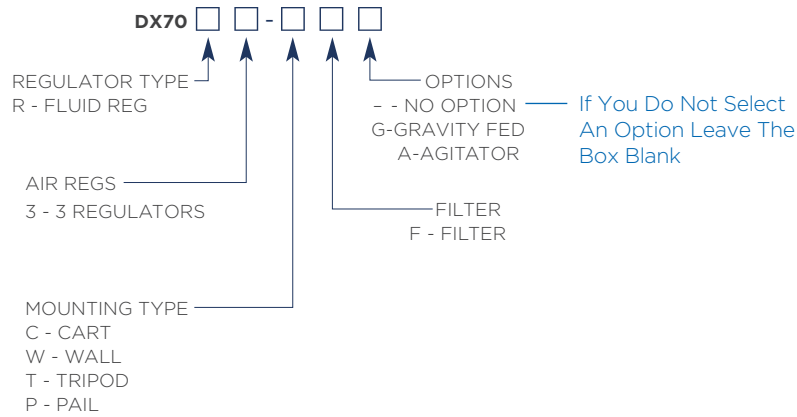 DX70 -
REGULATOR TYPE
R - FLUID REG
OPTIONS
- - NO OPTION
G-GRAVITY FED
A-AGITATOR
If You Do Not Select
An Option Leave The
Box Blank
AIR REGS
3 - 3 REGULATORS
FILTER
F - FILTER
MOUNTING TYPE
C - CART
W - WALL
T - TRIPOD
P - PAIL